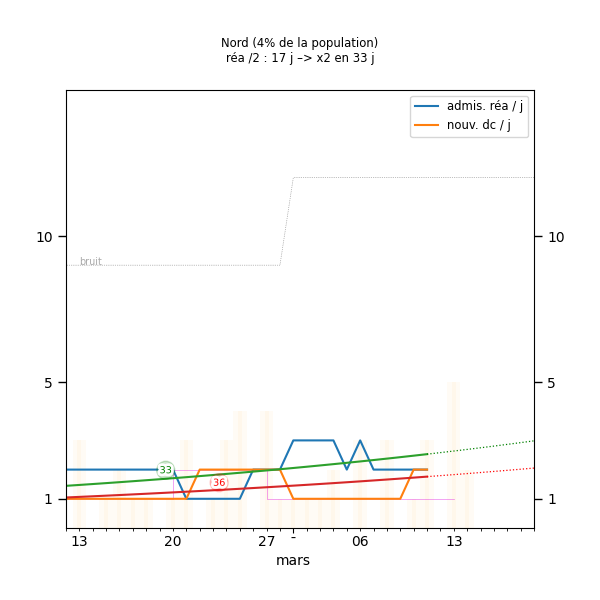 Nord (4% de la population)
réa /2 : 17 j –> x2 en 33 j
admis. réa / j
nouv. dc / j
10
10
bruit
5
5
33
36
1
1
13
20
27
-
06
13
mars